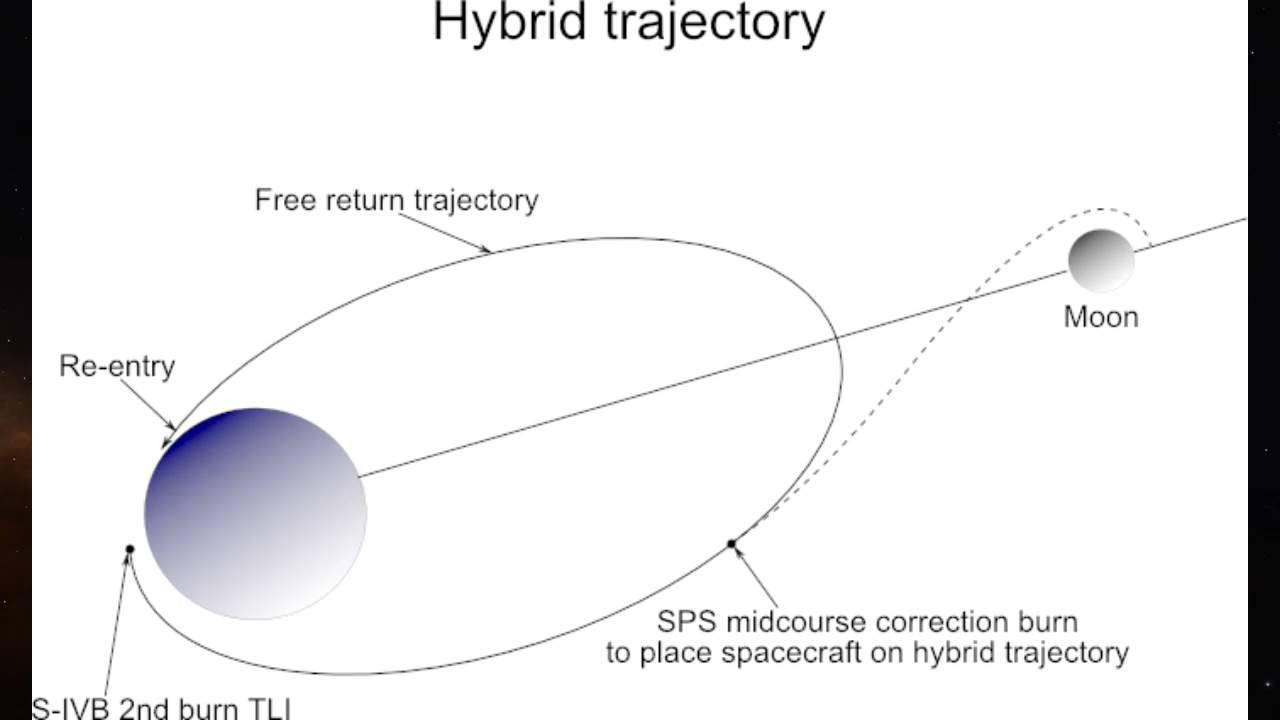 Hybrid trajectory
Free return trajectory
Re-entry
Moon
SPS midcourse correction burn
to place spacecraft on hybrid trajectory
S-IVB 2nd burn TLI